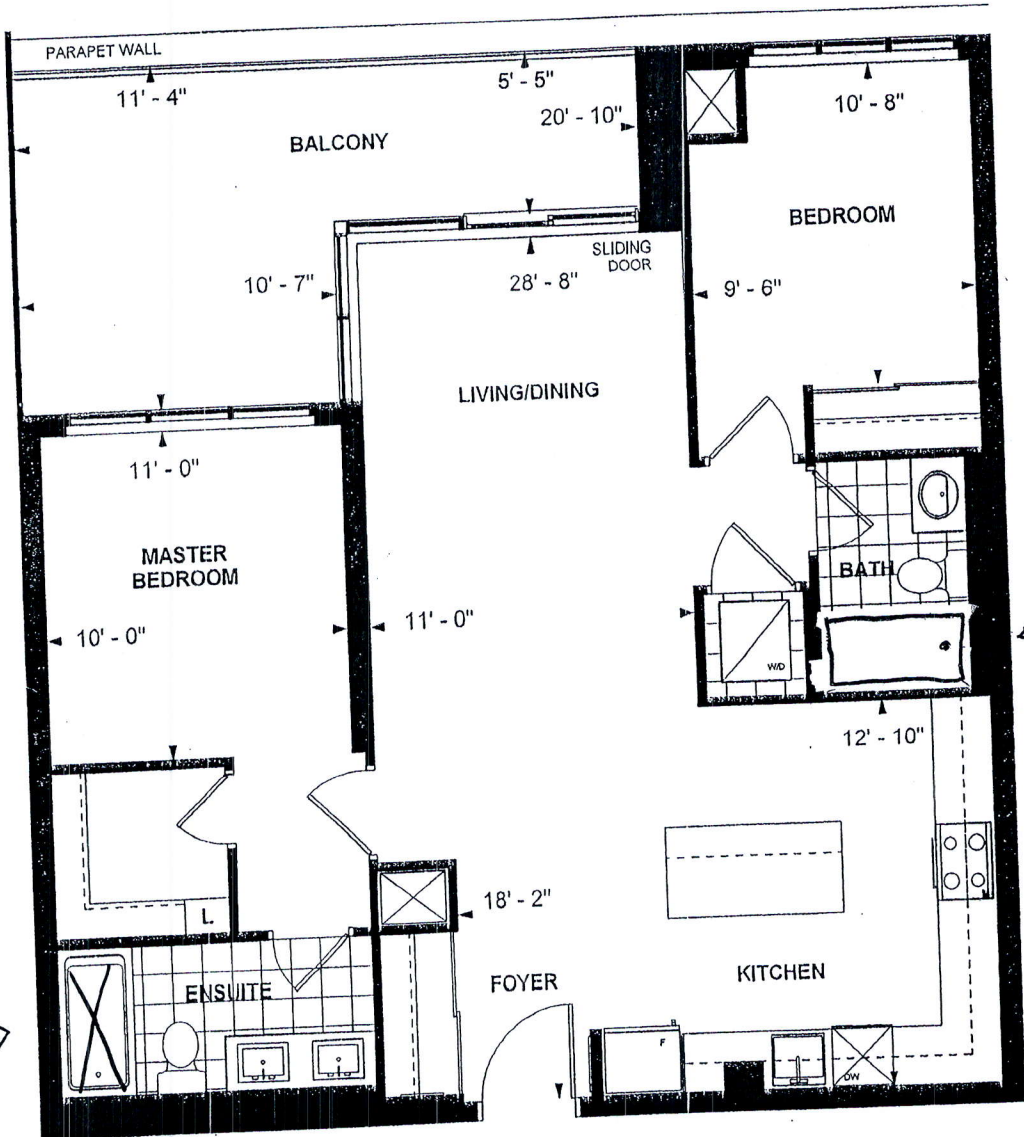 PARAPET WALL
11' - 4"
5' - 5"
20' - 10"
BALCONY
10' - 8"
BEDROOM
SLIDING
DOOR
10' - 7"
28' - 8"
9' - 6"
LIVING/DINING
11' - 0"
MASTER
BEDROOM
BATH
10' - 0"
11' - 0"
W/D
12' - 10"
18' - 2"
L.
FOYER
KITCHEN
ENSUITE
F
DW